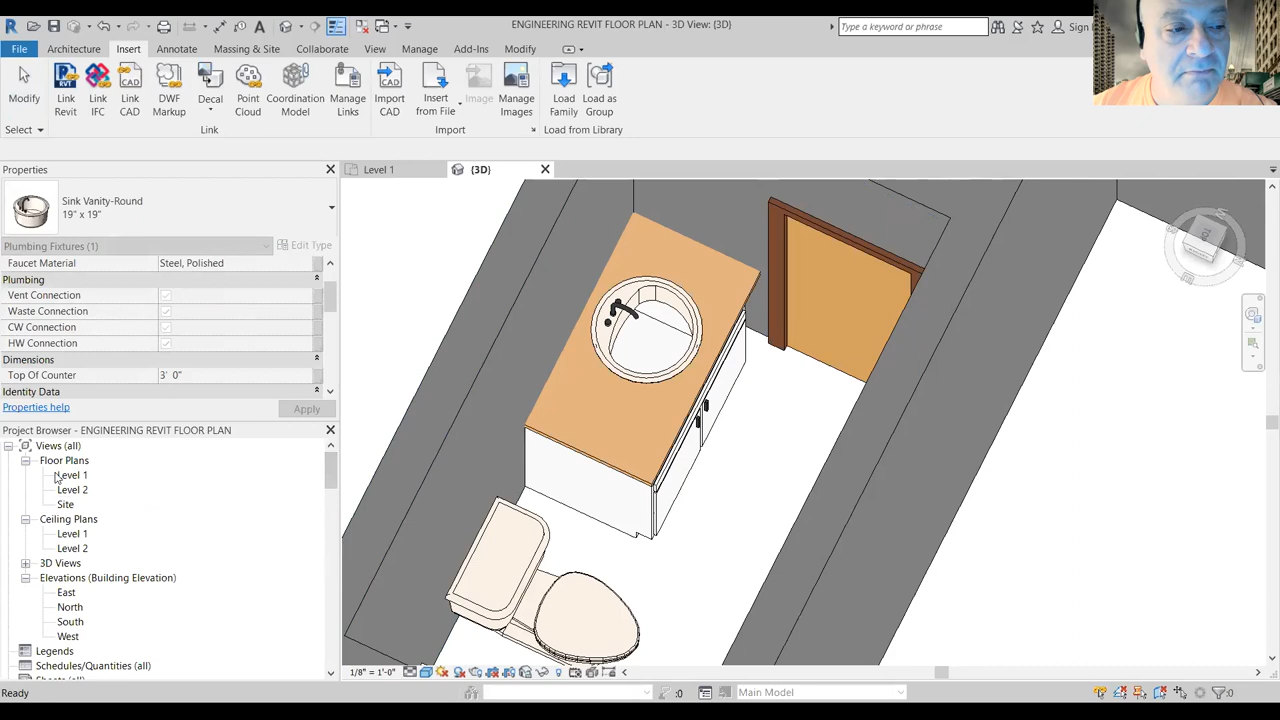 ENGINEERING REVIT FLOOR PLAN - 3D View: {3D}
Type a keyword or phrase
Sign
File
Architecture
Insert
Annotate
Massing & Site
Collaborate
View
Manage
Add-Ins
Modify
Modify
Link Revit
Link IFC
Link CAD
DWF Markup
Decal
Point Cloud
Coordination Model
Manage Links
Import CAD
Insert from File
Image
Manage Images
Load Family
Load as Group
Select
Link
Import
Load from Library
Properties
Level 1
{3D}
Sink Vanity-Round
19" x 19"
Plumbing Fixtures (1)
Edit Type
Faucet Material Steel, Polished
Plumbing
Vent Connection
Waste Connection
CW Connection
HW Connection
Dimensions
Top Of Counter 3' 0"
Identity Data
Properties help
Apply
Project Browser - ENGINEERING REVIT FLOOR PLAN
Views (all)
Floor Plans
Level 1
Level 2
Site
Ceiling Plans
Level 1
Level 2
3D Views
Elevations (Building Elevation)
East
North
South
West
Legends
Schedules/Quantities (all)
1/8" = 1'-0"
Ready
:0
Main Model
:0